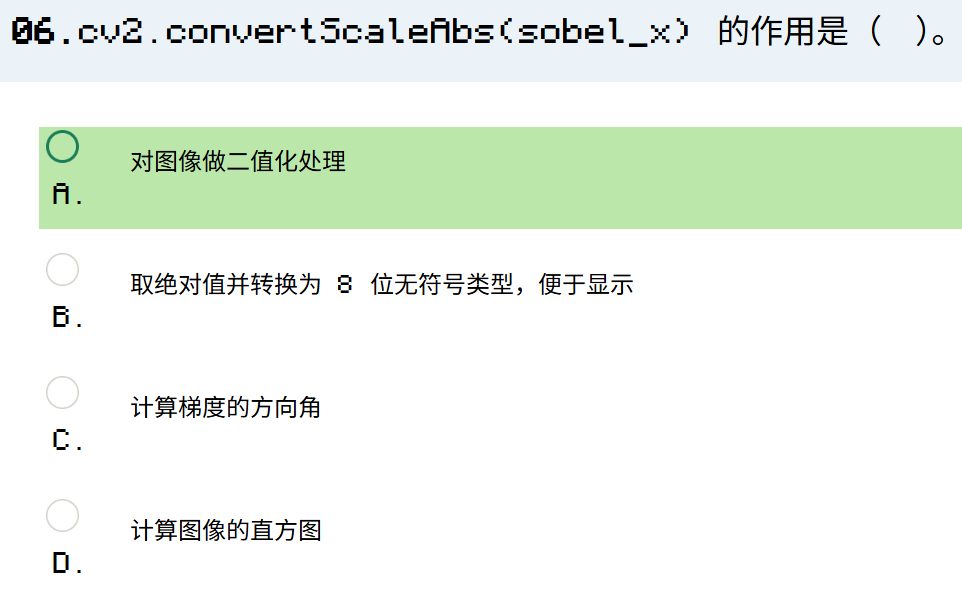 06.cv2.convertScaleAbs(sobel_x) 的作用是（ ）。
对图像做二值化处理
A.
取绝对值并转换为 8 位无符号类型，便于显示
B.
计算梯度的方向角
C.
计算图像的直方图
D.